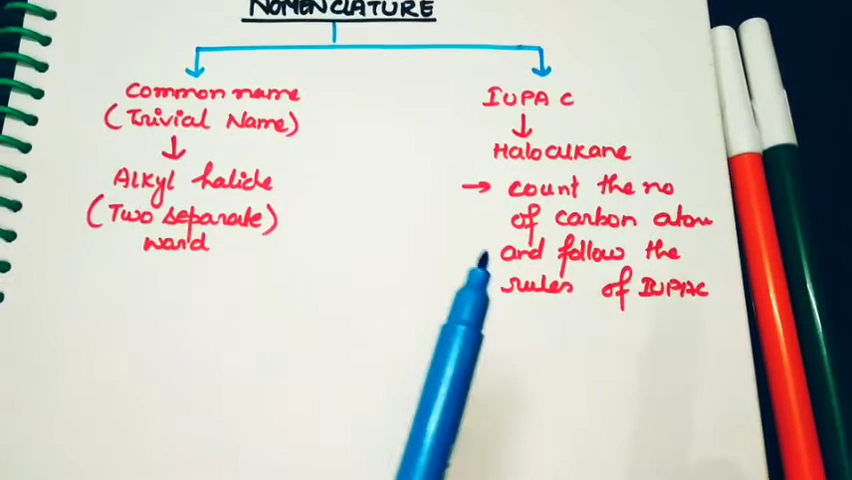 NOMENCLATURE
Common name
(Trivial Name)
Alkyl halide
(Two separate)
word
IUPAC
Haloalkane
→ count the no
of carbon atom
and follow the
rules of IUPAC